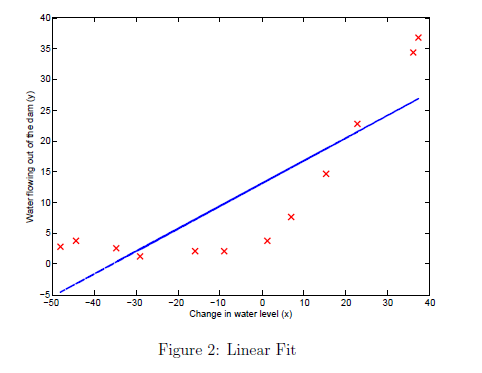 40
35
30
25
20
15
10
5
0
−5
Water flowing out of the dam (y)
−50 −40 −30 −20 −10 0 10 20 30 40
Change in water level (x)
Figure 2: Linear Fit